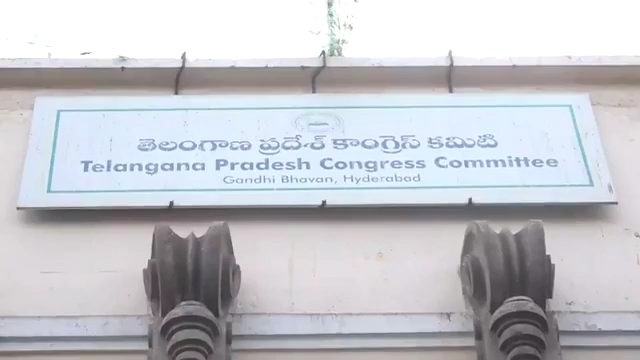 తెలంగాణ ప్రదేశ్ కాంగ్రెస్ కమిటి
Telangana Pradesh Congress Committee
Gandhi Bhavan, Hyderabad